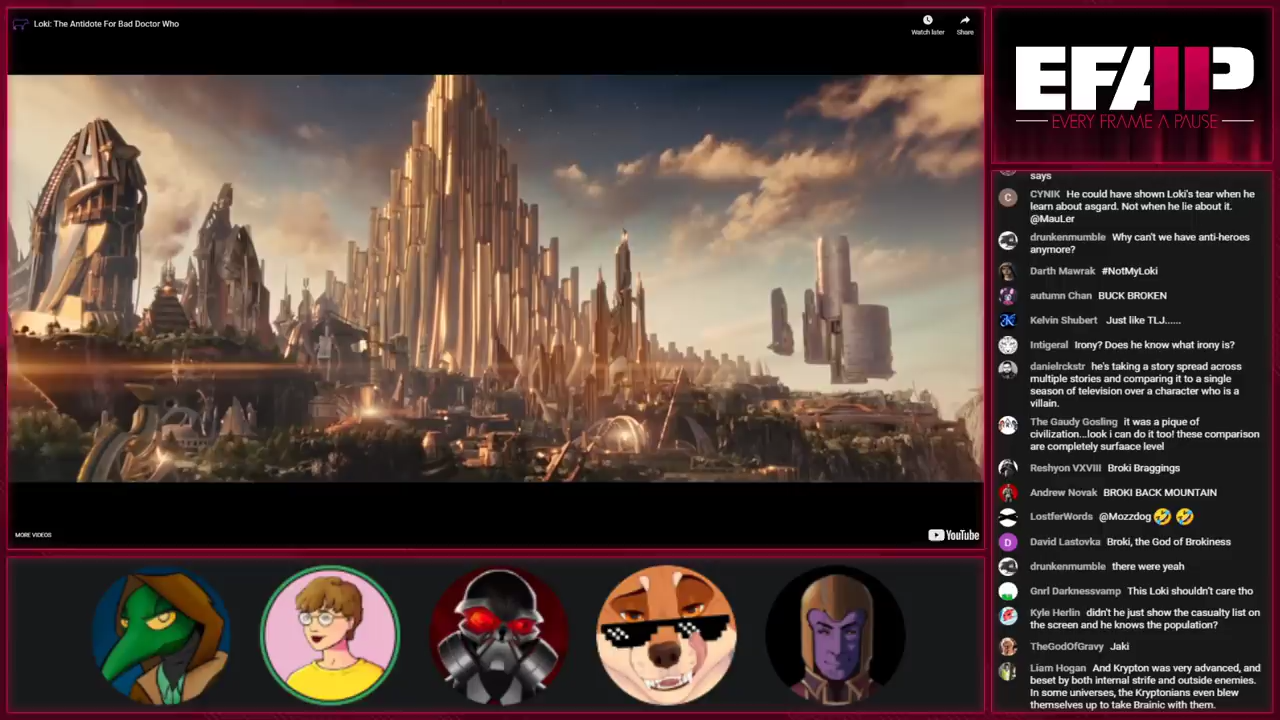 Loki: The Antidote For Bad Doctor Who
Watch later
Share
MORE VIDEOS
YouTube
EFAP
EVERY FRAME A PAUSE
says
C
CYNIK He could have shown Loki's tear when he
learn about asgard. Not when he lie about it.
@MauLer
drunkenmumble Why can't we have anti-heroes
anymore?
Darth Mawrak #NotMyLoki
autumn Chan BUCK BROKEN
Kelvin Shubert Just like TLJ......
Intigeral Irony? Does he know what irony is?
danielrckstr he's taking a story spread across
multiple stories and comparing it to a single
season of television over a character who is a
villain.
The Gaudy Gosling it was a pique of
civilization...look i can do it too! these comparison
are completely surfaace level
Reshyon VXVIII Broki Braggings
Andrew Novak BROKI BACK MOUNTAIN
LostferWords @Mozzdog 🤣 🤣
D
David Lastovka Broki, the God of Brokiness
drunkenmumble there were yeah
Gnrl Darknessvamp This Loki shouldn't care tho
Kyle Herlin didn't he just show the casualty list on
the screen and he knows the population?
TheGodOfGravy Jaki
Liam Hogan And Krypton was very advanced, and
beset by both internal strife and outside enemies.
In some universes, the Kryptonians even blew
themselves up to take Brainic with them.